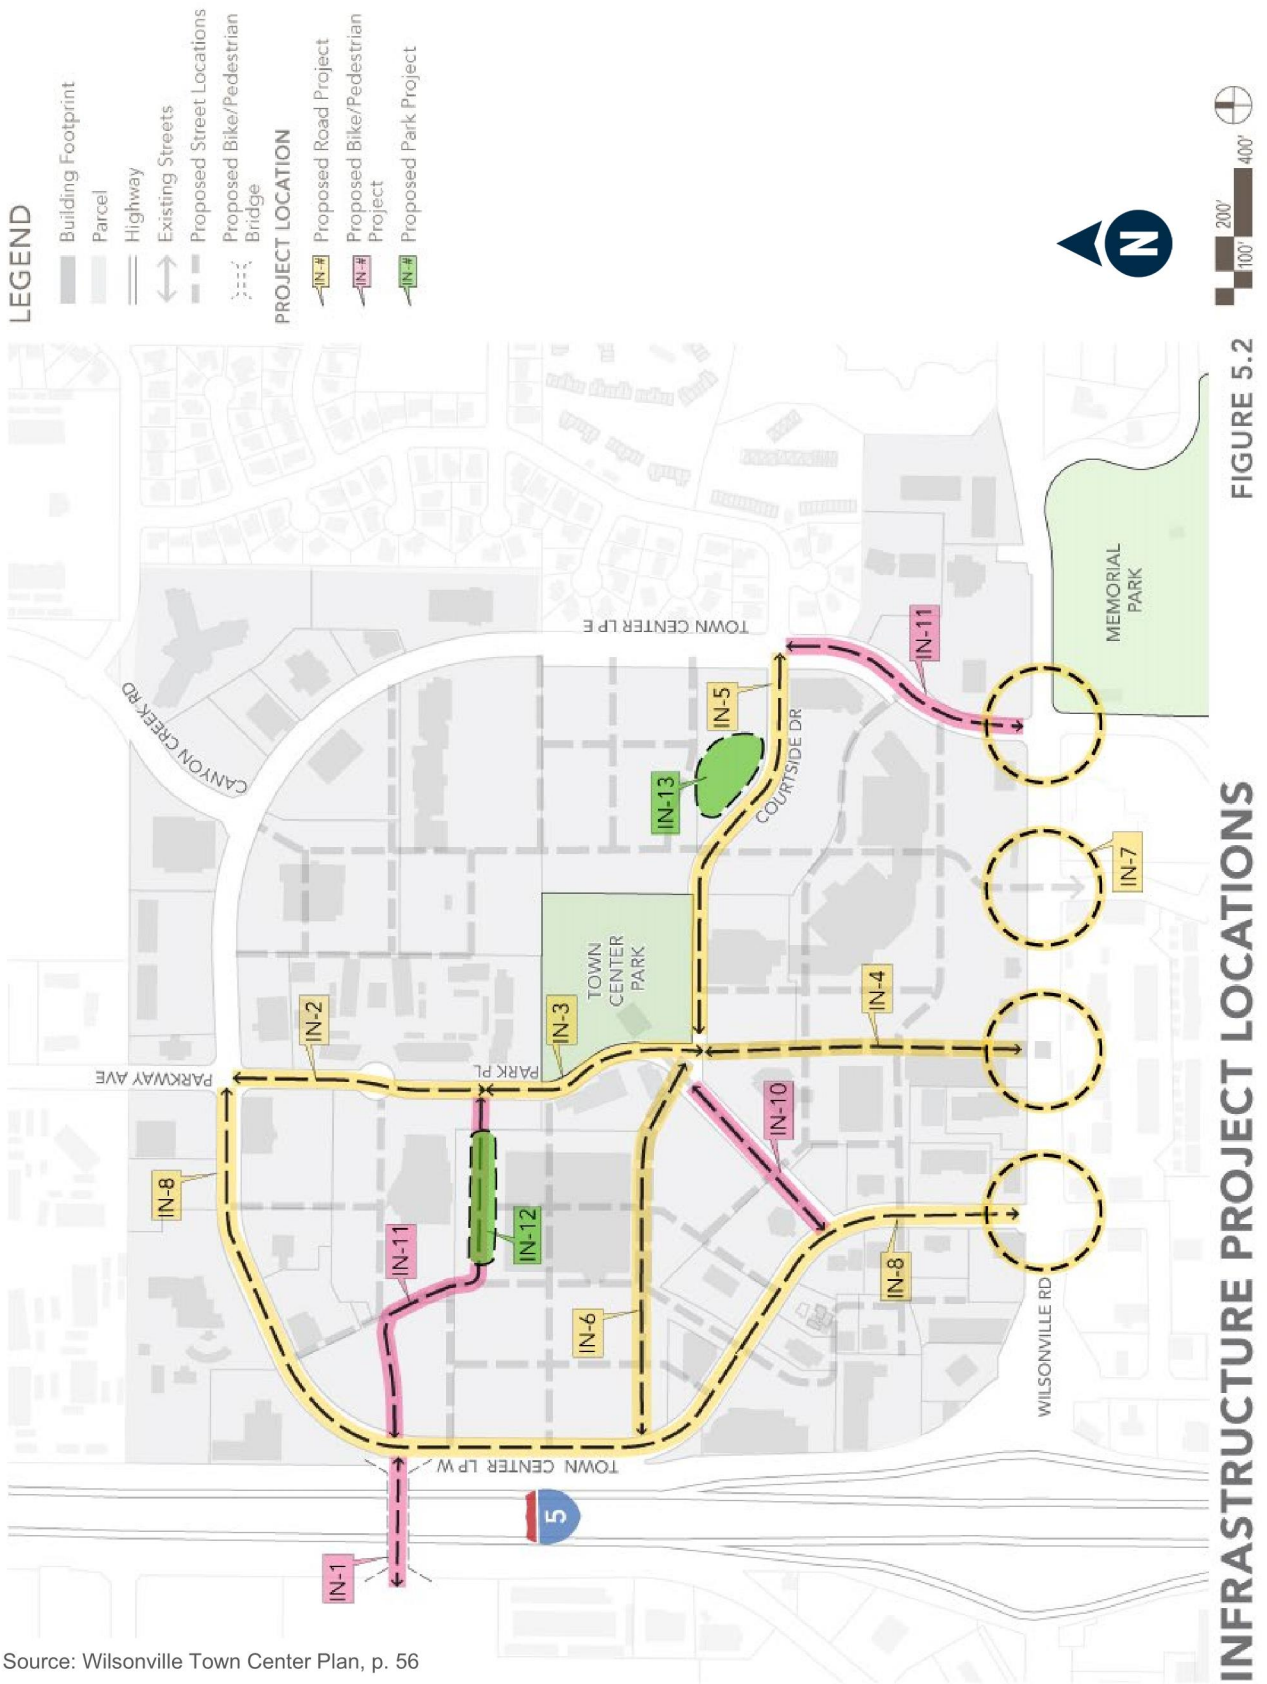 LEGEND
Building Footprint
Parcel
Highway
Existing Streets
Proposed Street Locations
Proposed Bike/Pedestrian
Bridge
PROJECT LOCATION
IN-# Proposed Road Project
IN-# Proposed Bike/Pedestrian
Project
IN-# Proposed Park Project
CANYON CREEK RD
PARKWAY AVE
TOWN CENTER LP E
IN-8
IN-2
IN-11
PARK PL
IN-3
IN-12
TOWN
CENTER
PARK
IN-13
IN-5
COURTSIDE DR
IN-6
IN-10
IN-4
IN-11
IN-8
IN-7
MEMORIAL
PARK
WILSONVILLE RD
TOWN CENTER LP W
IN-1
5
N
100' 200' 400'
FIGURE 5.2
INFRASTRUCTURE PROJECT LOCATIONS
Source: Wilsonville Town Center Plan, p. 56